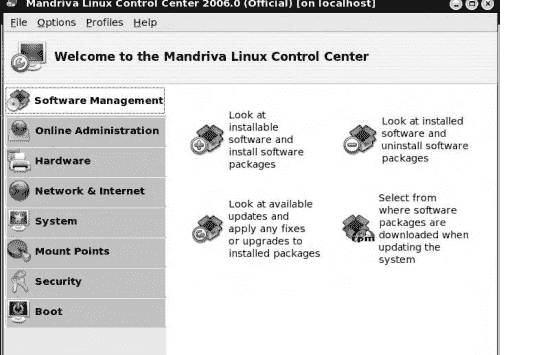 Mandriva Linux Control Center 2006.0 (Official) [on localhost]
File Options Profiles Help
Welcome to the Mandriva Linux Control Center
Software Management
Online Administration
Hardware
Network & Internet
System
Mount Points
Security
Boot
Look at
installable
software and
install software
packages
Look at installed
software and
uninstall software
packages
Look at available
updates and
apply any fixes
or upgrades to
installed packages
Select from
where software
packages are
downloaded when
updating the
system
rpm